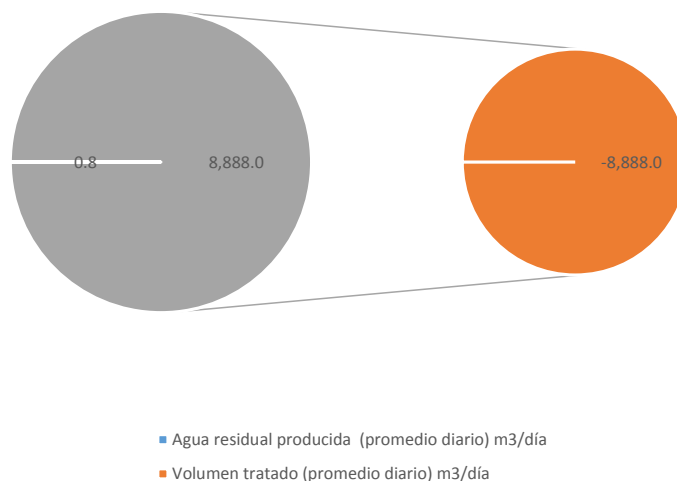 0.8
8,888.0
-8,888.0
Agua residual producida (promedio diario) m3/día
Volumen tratado (promedio diario) m3/día